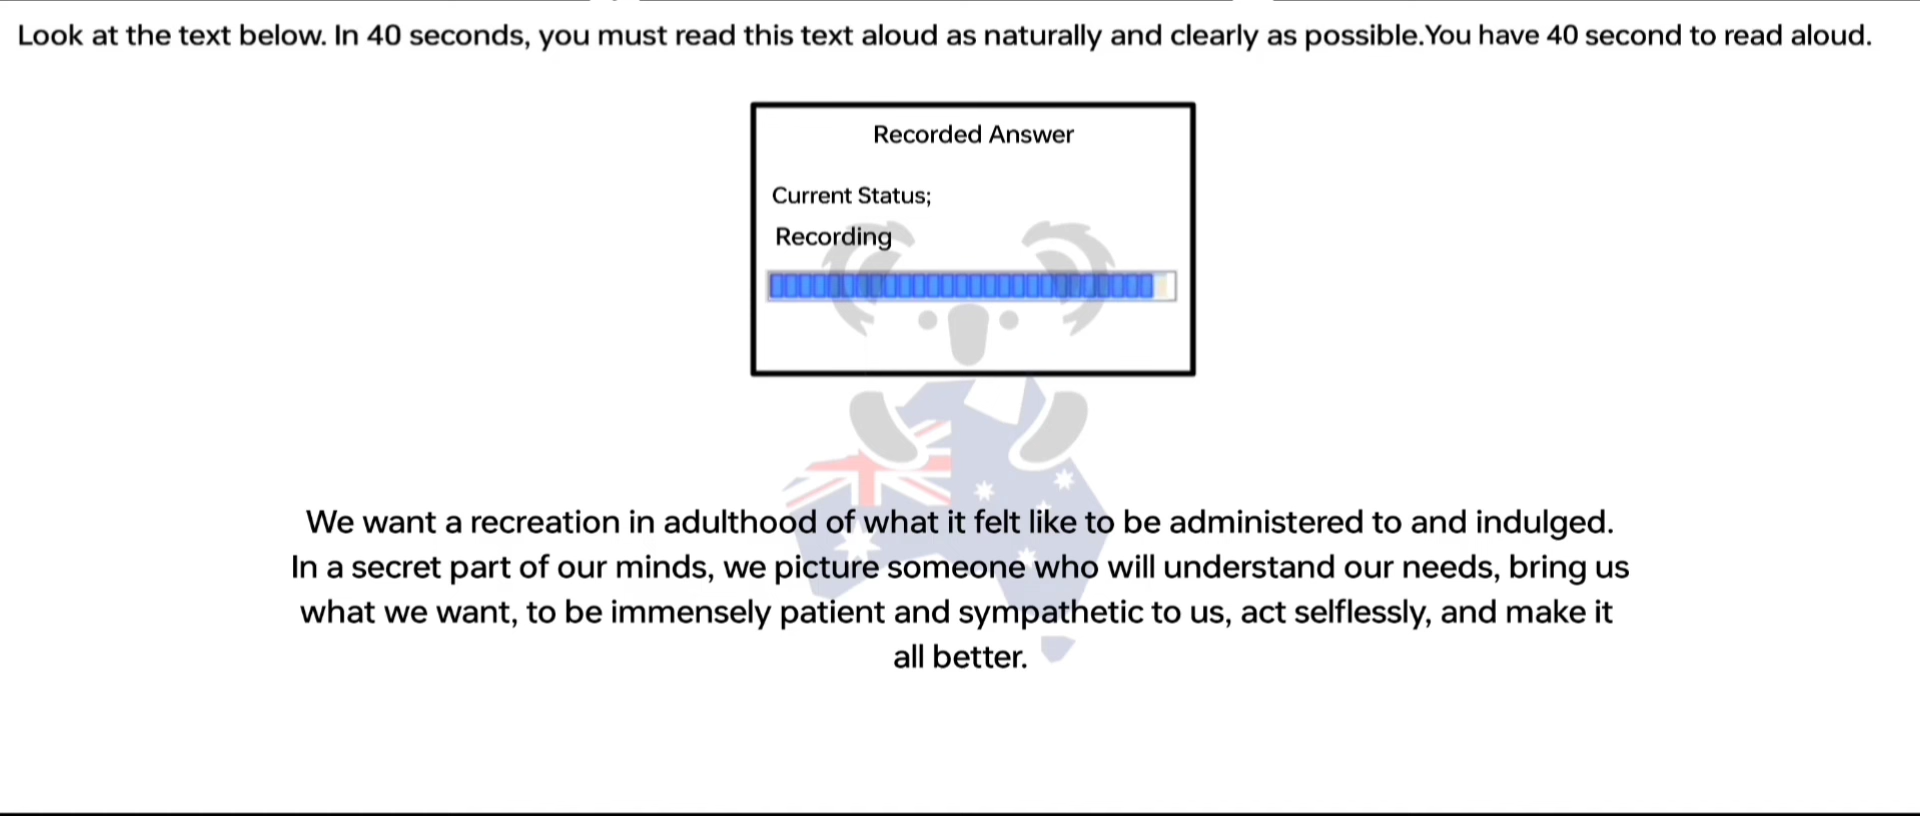 Look at the text below. In 40 seconds, you must read this text aloud as naturally and clearly as possible.You have 40 second to read aloud.
Recorded Answer
Current Status;
Recording
We want a recreation in adulthood of what it felt like to be administered to and indulged.
In a secret part of our minds, we picture someone who will understand our needs, bring us
what we want, to be immensely patient and sympathetic to us, act selflessly, and make it
all better.